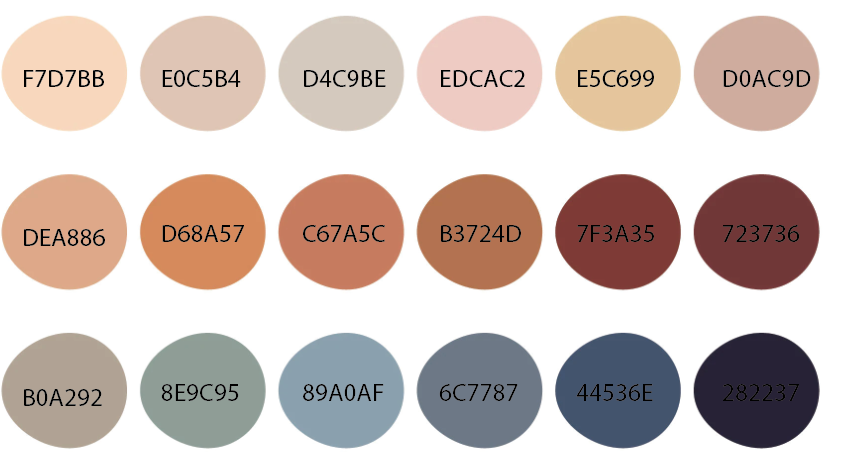 F7D7BB E0C5B4 D4C9BE EDCAC2 E5C699 D0AC9D
DEA886 D68A57 C67A5C B3724D 7F3A35 723736
B0A292 8E9C95 89A0AF 6C7787 44536E 282237